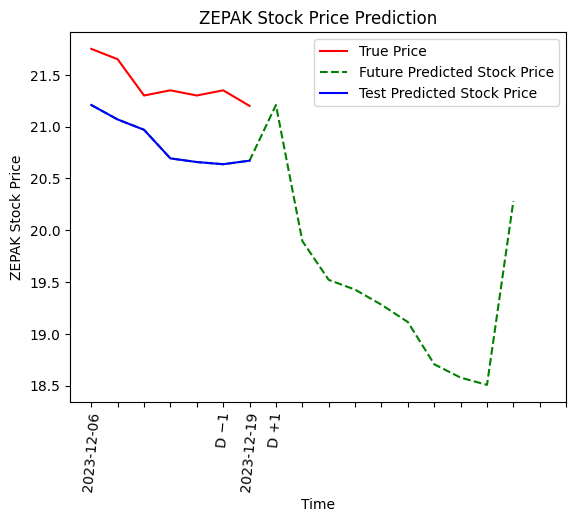 ZEPAK Stock Price Prediction
True Price
Future Predicted Stock Price
Test Predicted Stock Price
ZEPAK Stock Price
21.5
21.0
20.5
20.0
19.5
19.0
18.5
2023-12-06
D −1
2023-12-19
D +1
Time